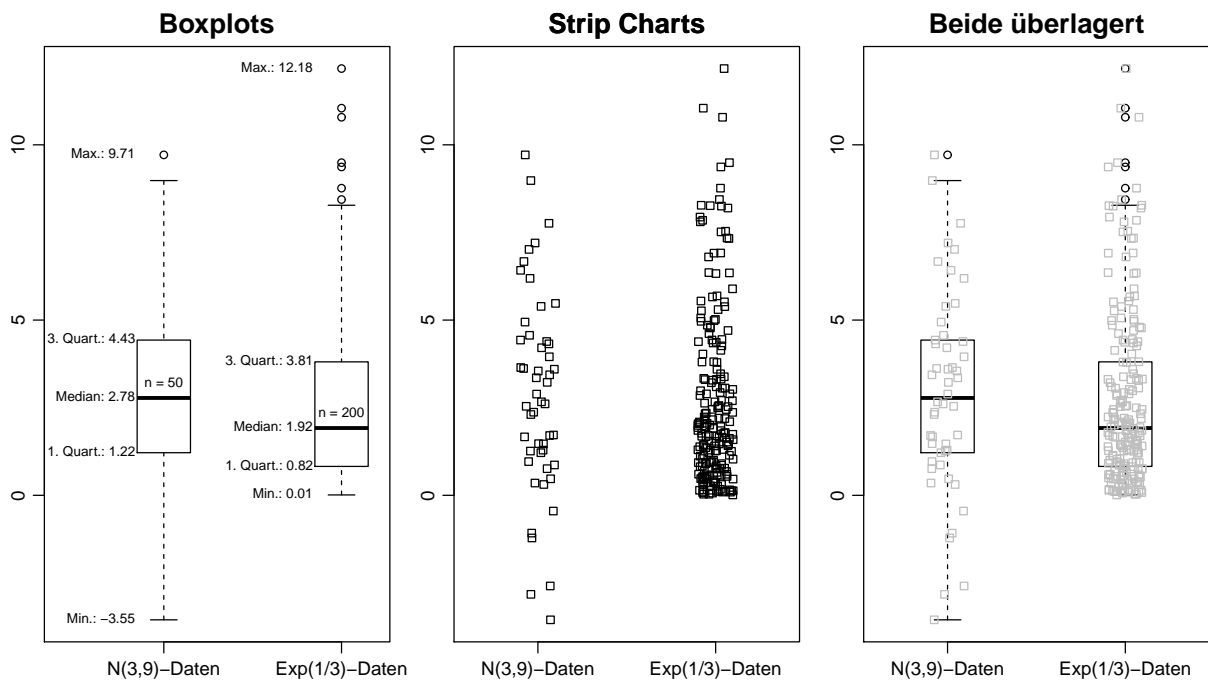 Boxplots
Max.: 12.18
Max.: 9.71
3. Quart.: 4.43
3. Quart.: 3.81
n = 50
Median: 2.78
n = 200
Median: 1.92
1. Quart.: 1.22
1. Quart.: 0.82
Min.: 0.01
Min.: −3.55
10
5
0
N(3,9)−Daten Exp(1/3)−Daten
Strip Charts
10
5
0
N(3,9)−Daten Exp(1/3)−Daten
Beide überlagert
10
5
0
N(3,9)−Daten Exp(1/3)−Daten